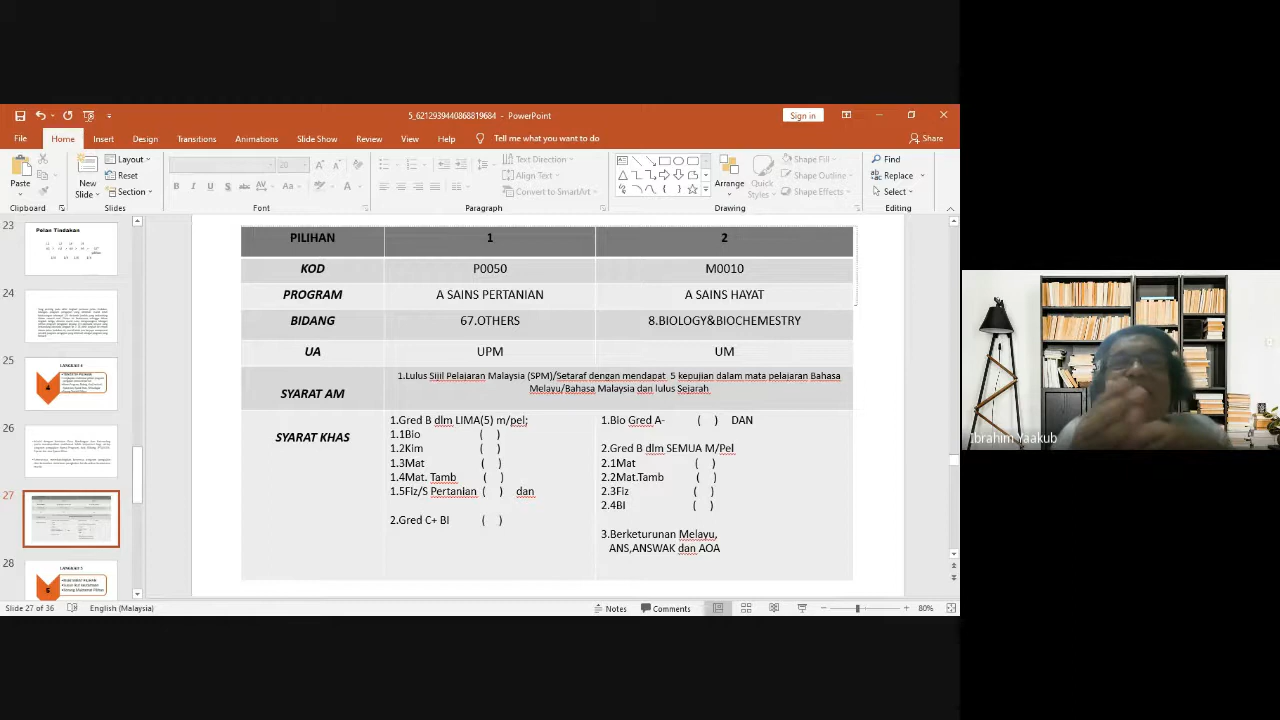 5_6212939440868819684 - PowerPoint
Sign in
File Home Insert Design Transitions Animations Slide Show Review View Help Tell me what you want to do Share
Paste
New Slide
Layout
Reset
Section
Text Direction
Align Text
Convert to SmartArt
Arrange
Quick Styles
Shape Fill
Shape Outline
Shape Effects
Find
Replace
Select
Clipboard Slides Font Paragraph Drawing Editing
23
Pelan Tindakan
24
25
LANGKAH 4
26
27
28
LANGKAH 5
PILIHAN 1 2
KOD P0050 M0010
PROGRAM A SAINS PERTANIAN A SAINS HAYAT
BIDANG 67.OTHERS 8.BIOLOGY&BIOCHEMESTRY
UA UPM UM
SYARAT AM
1.Lulus Sijil Pelajaran Malaysia (SPM)/Setaraf dengan mendapat 5 kepujian dalam mata pelajaran Bahasa
Melayu/Bahasa Malaysia dan lulus Sejarah
SYARAT KHAS
1.Gred B dlm LIMA(5) m/pel;
1.1Bio ( )
1.2Kim ( )
1.3Mat ( )
1.4Mat. Tamb ( )
1.5Fiz/S Pertanian ( ) dan
2.Gred C+ BI ( )
1.Bio Gred A- ( ) DAN
2.Gred B dlm SEMUA M/Pel
2.1Mat ( )
2.2Mat.Tamb ( )
2.3Fiz ( )
2.4BI ( )
3.Berketurunan Melayu,
ANS,ANSWAK dan AOA
Slide 27 of 36 English (Malaysia) Notes Comments 80%
Ibrahim Yaakub